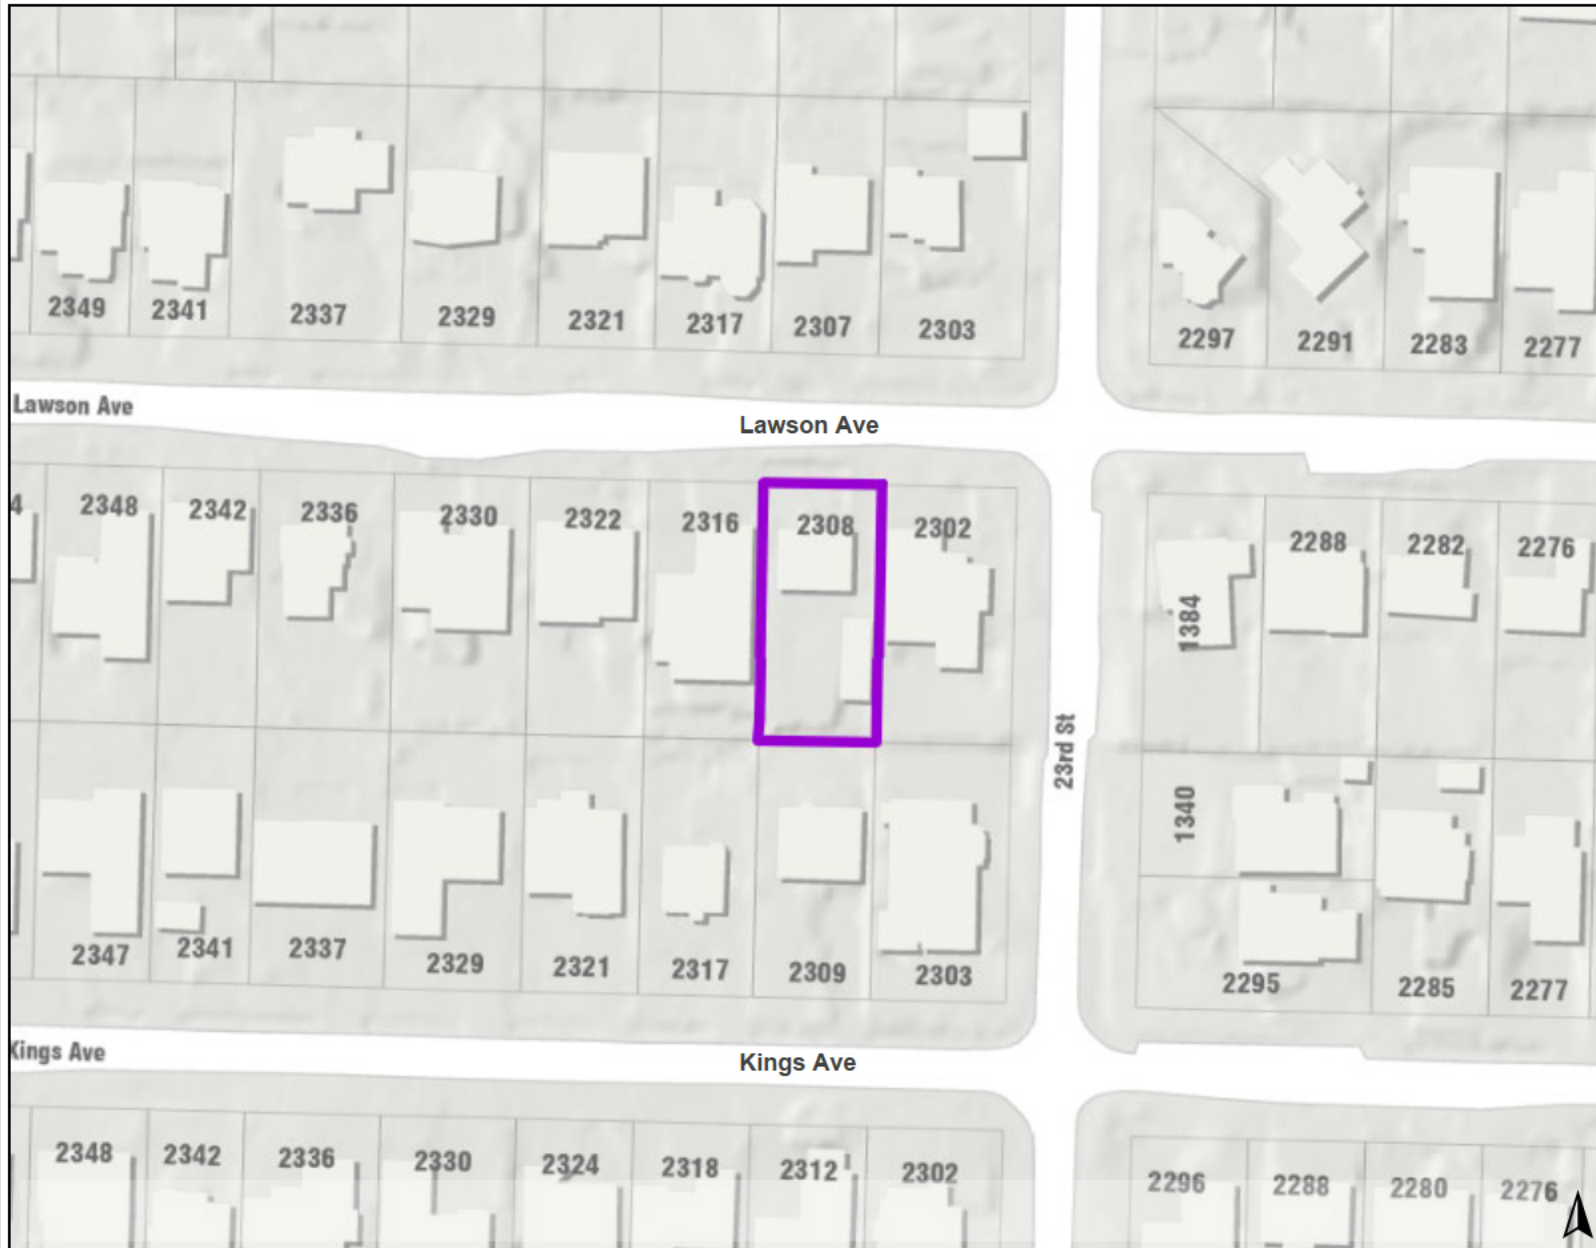 2349 2341 2337 2329 2321 2317 2307 2303 2297 2291 2283 2277
Lawson Ave
Lawson Ave
4 2348 2342 2336 2330 2322 2316 2308 2302 2288 2282 2276
1384
23rd St
1340
2347 2341 2337 2329 2321 2317 2309 2303 2295 2285 2277
Kings Ave
Kings Ave
2348 2342 2336 2330 2324 2318 2312 2302 2296 2288 2280 2276